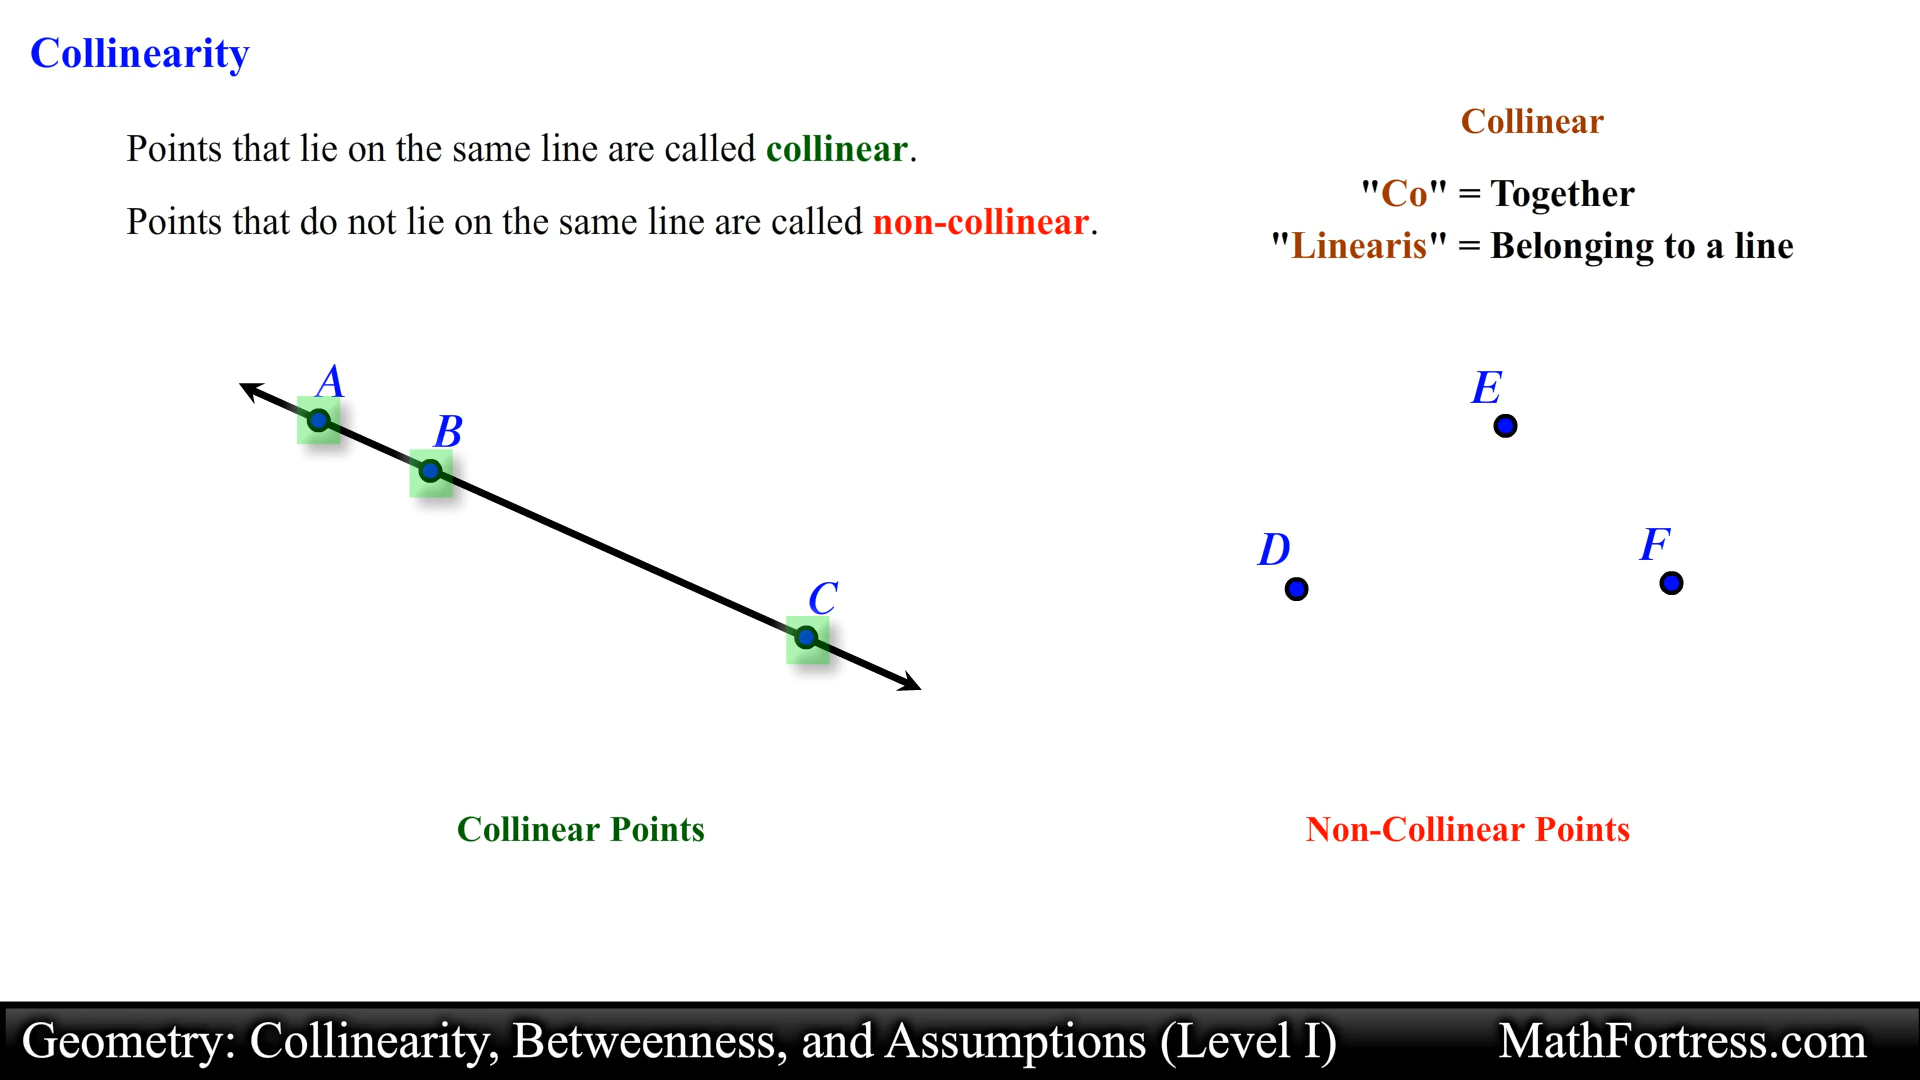 Collinearity
Points that lie on the same line are called collinear.
Points that do not lie on the same line are called non-collinear.
Collinear
"Co" = Together
"Linearis" = Belonging to a line
A
B
C
E
D
F
Collinear Points
Non-Collinear Points
Geometry: Collinearity, Betweenness, and Assumptions (Level I)
MathFortress.com